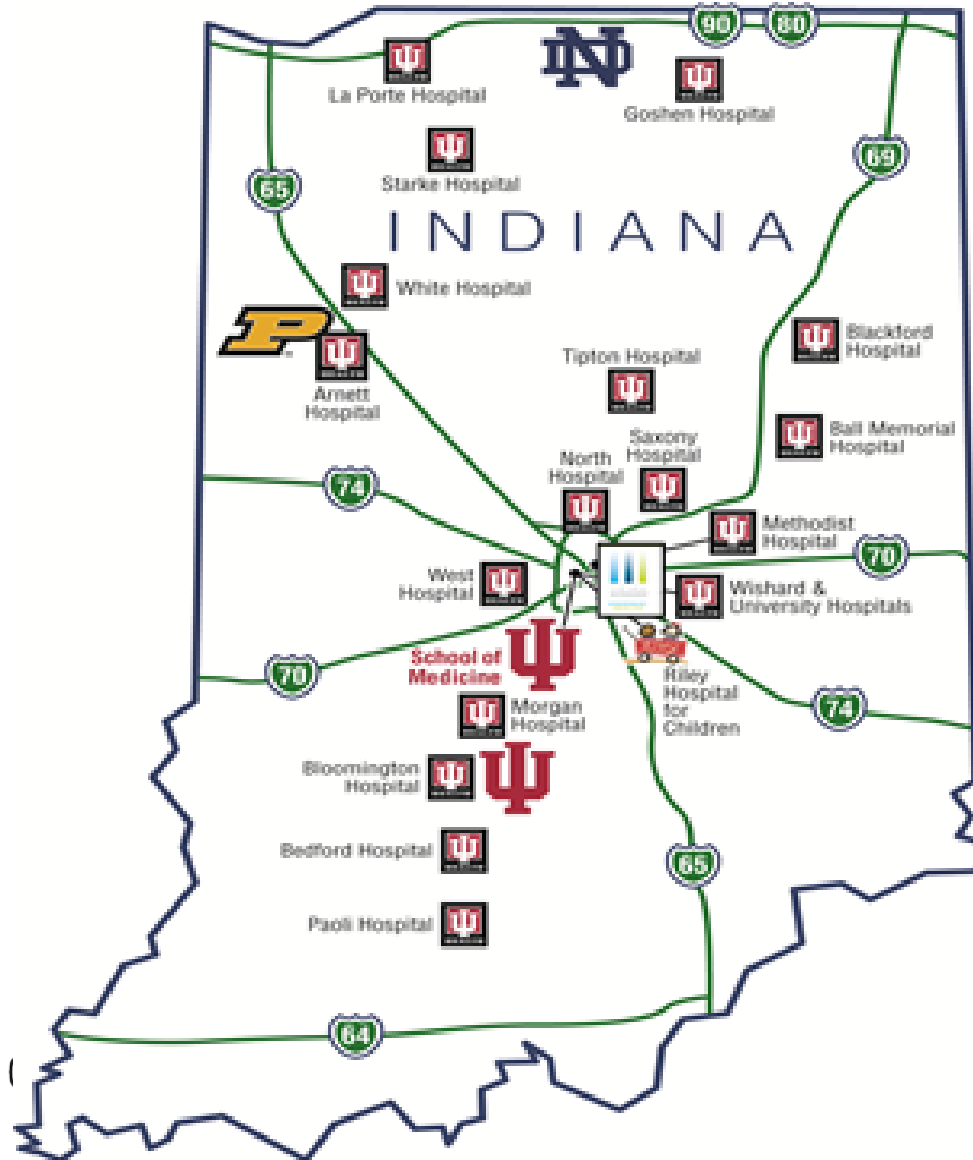 90
80
La Porte Hospital
Goshen Hospital
69
Starke Hospital
65
INDIANA
White Hospital
P
Blackford
Hospital
Tipton Hospital
Arnett
Hospital
Ball Memorial
Hospital
Saxony
Hospital
North
Hospital
74
Methodist
Hospital
70
West
Hospital
Wishard &
University Hospitals
School of
Medicine
70
Riley
Hospital
for
Children
Morgan
Hospital
74
Bloomington
Hospital
Bedford Hospital
65
Paoli Hospital
64